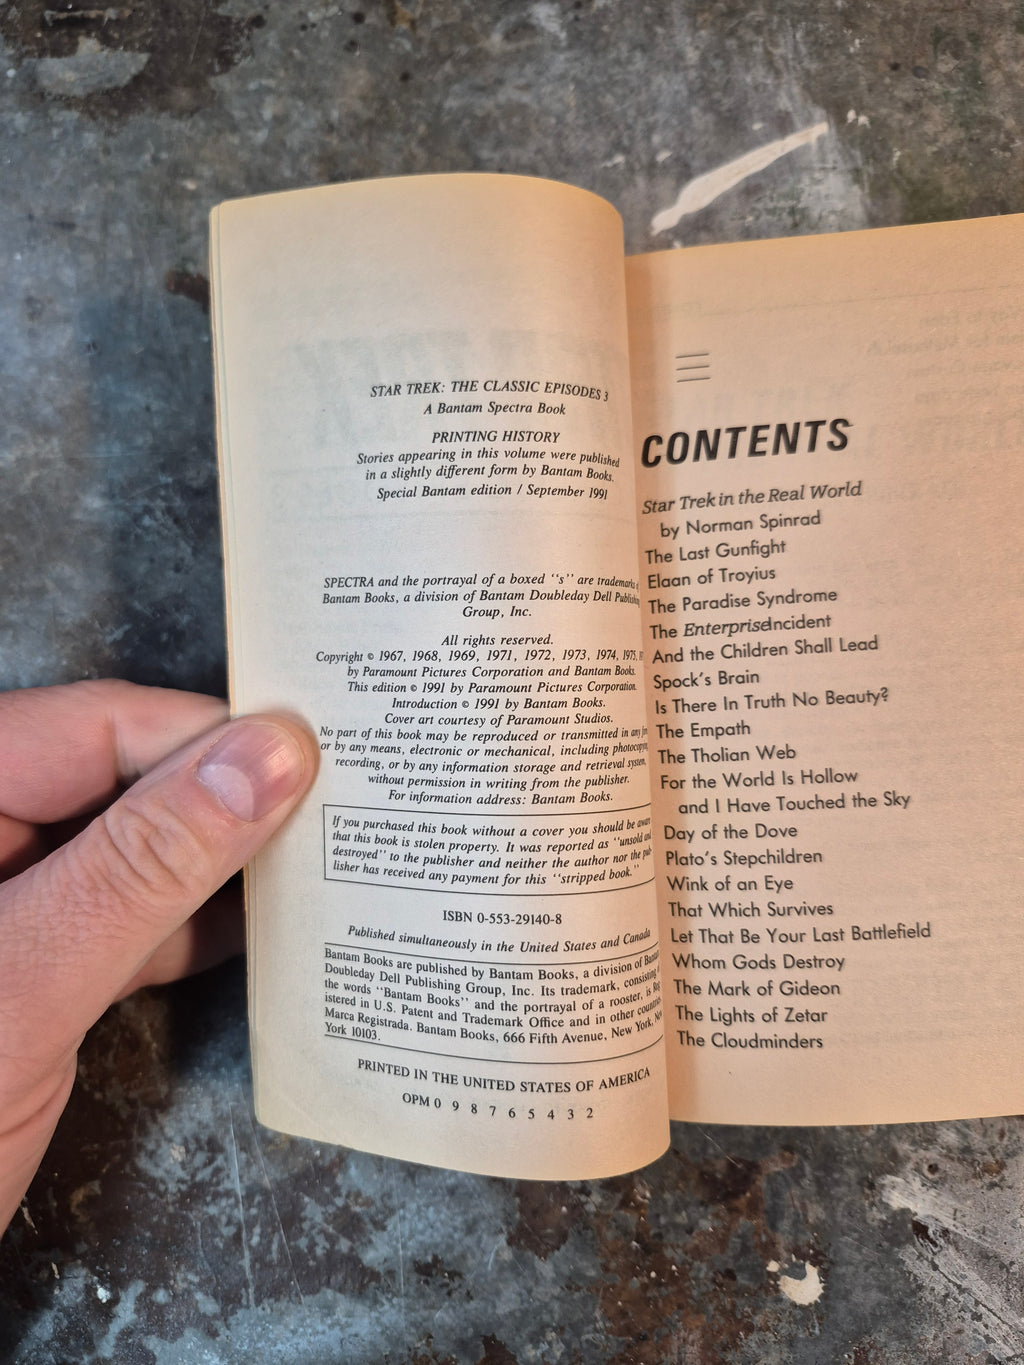 STAR TREK: THE CLASSIC EPISODES 3
A Bantam Spectra Book
PRINTING HISTORY
Stories appearing in this volume were published
in a slightly different form by Bantam Books.
Special Bantam edition / September 1991
SPECTRA and the portrayal of a boxed "s" are trademarks
Bantam Books, a division of Bantam Doubleday Dell Publishing
Group, Inc.
All rights reserved.
Copyright © 1967, 1968, 1969, 1971, 1972, 1973, 1974, 1975,
by Paramount Pictures Corporation and Bantam Books.
This edition © 1991 by Paramount Pictures Corporation.
Introduction © 1991 by Bantam Books.
Cover art courtesy of Paramount Studios.
No part of this book may be reproduced or transmitted in any
or by any means, electronic or mechanical, including photocopying,
recording, or by any information storage and retrieval system,
without permission in writing from the publisher.
For information address: Bantam Books.
If you purchased this book without a cover you should be aware
that this book is stolen property. It was reported as "unsold and
destroyed" to the publisher and neither the author nor the pub-
lisher has received any payment for this "stripped book."
ISBN 0-553-29140-8
Published simultaneously in the United States and Canada
Bantam Books are published by Bantam Books, a division of Bantam
Doubleday Dell Publishing Group, Inc. Its trademark, consisting of
the words "Bantam Books" and the portrayal of a rooster, is Reg-
istered in U.S. Patent and Trademark Office and in other countries.
Marca Registrada. Bantam Books, 666 Fifth Avenue, New York, New
York 10103.
PRINTED IN THE UNITED STATES OF AMERICA
OPM 0 9 8 7 6 5 4 3 2
CONTENTS
Star Trek in the Real World
by Norman Spinrad
The Last Gunfight
Elaan of Troyius
The Paradise Syndrome
The Enterprise Incident
And the Children Shall Lead
Spock's Brain
Is There In Truth No Beauty?
The Empath
The Tholian Web
For the World Is Hollow
and I Have Touched the Sky
Day of the Dove
Plato's Stepchildren
Wink of an Eye
That Which Survives
Let That Be Your Last Battlefield
Whom Gods Destroy
The Mark of Gideon
The Lights of Zetar
The Cloudminders